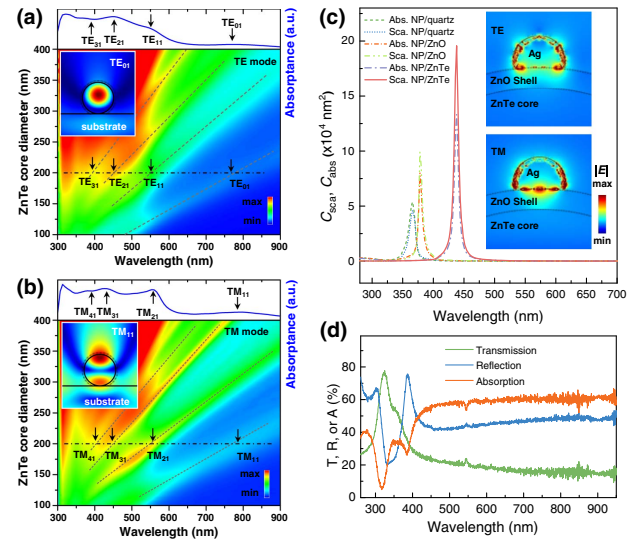 (a)
TE31 TE21 TE11 TE01
Absorptance (a.u.)
400
350
300
250
200
150
100
ZnTe core diameter (nm)
TE01
substrate
TE mode
TE31 TE21 TE11 TE01
max
min
300 400 500 600 700 800 900
Wavelength (nm)
(b)
TM41 TM31 TM21 TM11
Absorptance (a.u.)
400
350
300
250
200
150
100
ZnTe core diameter (nm)
TM11
substrate
TM mode
TM41 TM31 TM21 TM11
max
min
300 400 500 600 700 800 900
Wavelength (nm)
(c)
Csca, Cabs (x10-4 nm2)
20
15
10
5
0
Abs. NP/quartz
Sca. NP/quartz
Abs. NP/ZnO
Sca. NP/ZnO
Abs. NP/ZnTe
Sca. NP/ZnTe
TE
Ag
ZnO Shell
ZnTe core
TM
Ag
ZnO Shell
ZnTe core
|E|
max
min
300 400 500 600 700
Wavelength (nm)
(d)
T, R, or A (%)
80
60
40
20
0
Transmission
Reflection
Absorption
300 400 500 600 700 800 900
Wavelength (nm)